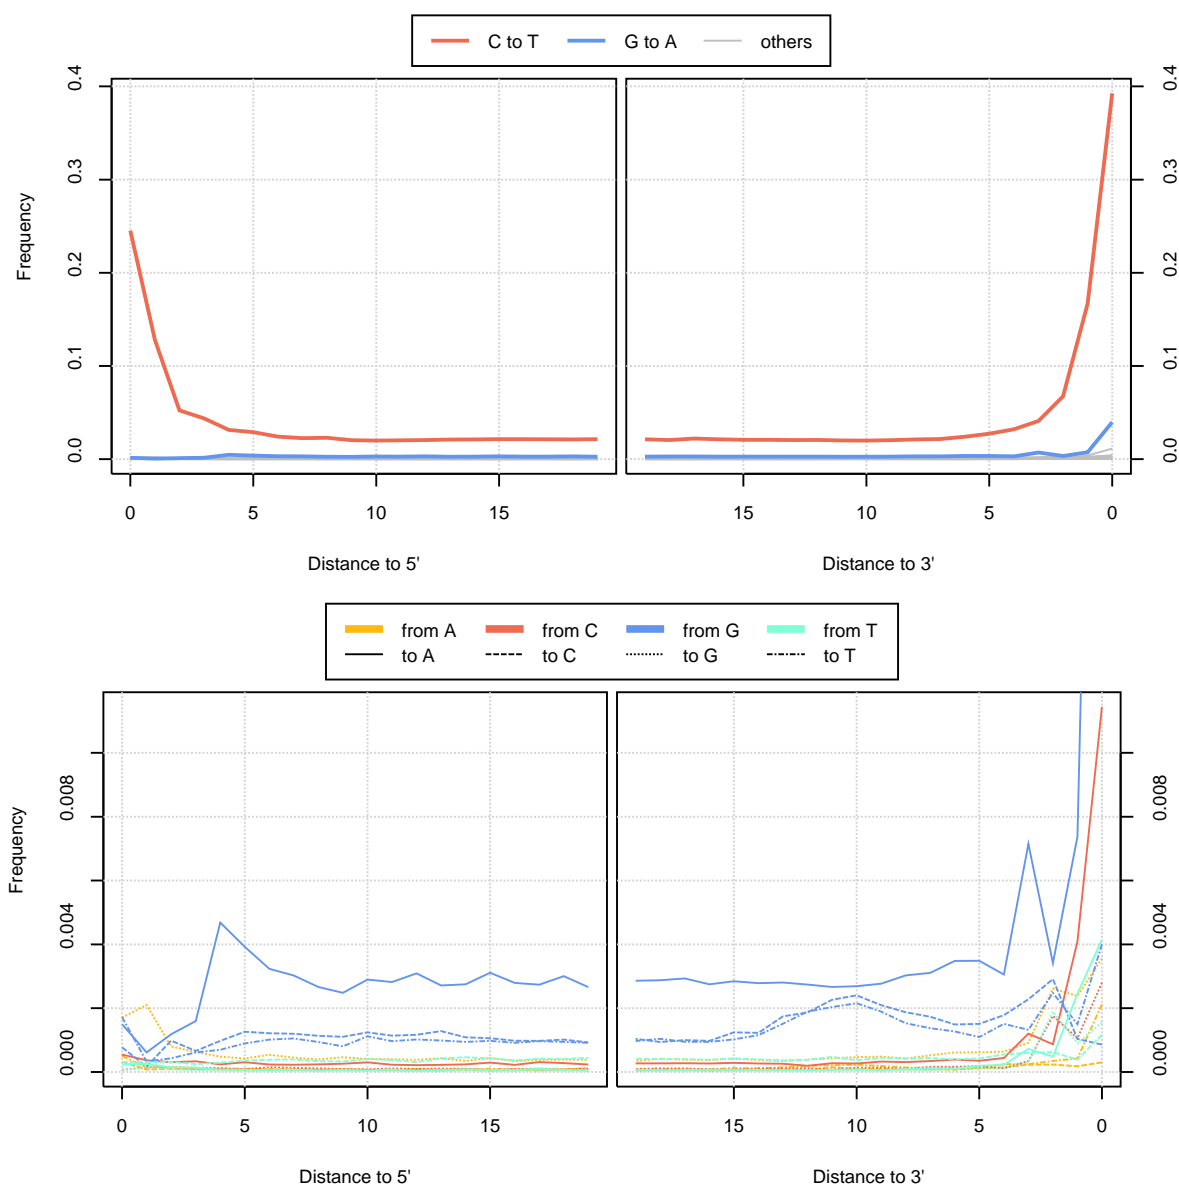 C to T G to A others
Frequency
0.0 0.1 0.2 0.3 0.4
0.0 0.1 0.2 0.3 0.4
0 5 10 15
15 10 5 0
Distance to 5' Distance to 3'
from A from C from G from T
to A to C to G to T
Frequency
0.000 0.004 0.008
0.000 0.004 0.008
0 5 10 15
15 10 5 0
Distance to 5' Distance to 3'